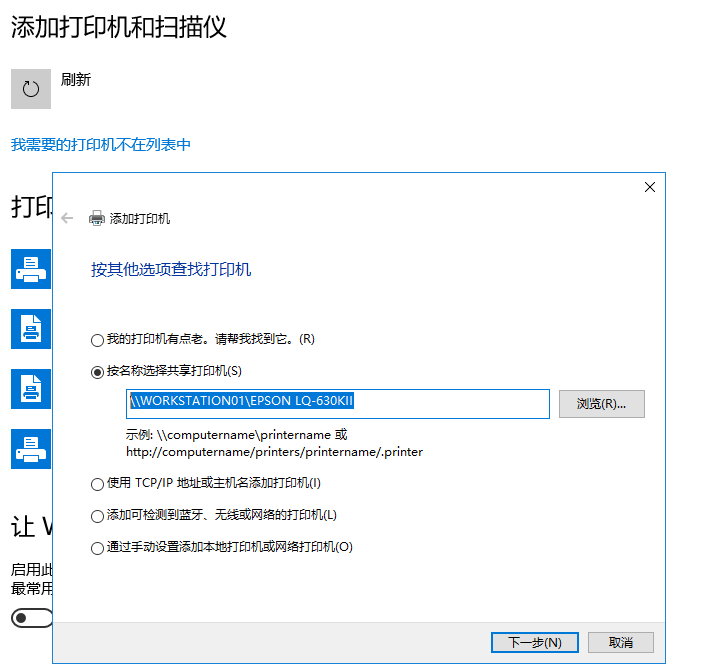 添加打印机和扫描仪
刷新
我需要的打印机不在列表中
打印
添加打印机
按其他选项查找打印机
我的打印机有点老。请帮我找到它。(R)
按名称选择共享打印机(S)
\\WORKSTATION01\EPSON LQ-630KII
浏览(R)...
示例: \\computername\printername 或
http://computername/printers/printername/.printer
使用 TCP/IP 地址或主机名添加打印机(I)
添加可检测到蓝牙、无线或网络的打印机(L)
通过手动设置添加本地打印机或网络打印机(O)
让 W
启用此
最常用
下一步(N)
取消